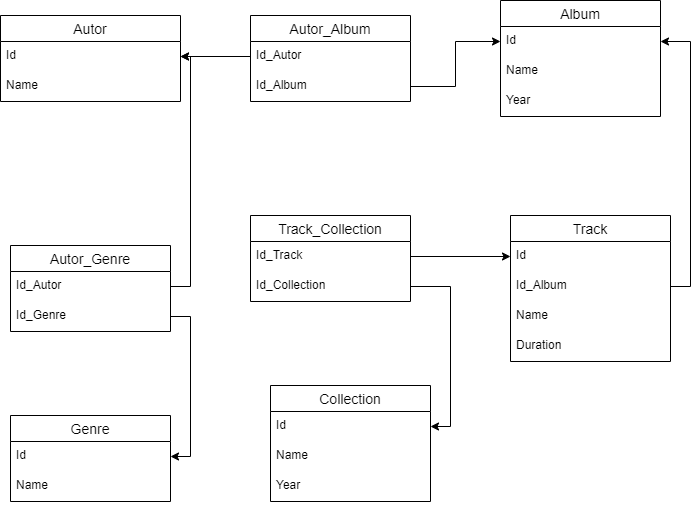 Autor
Id
Name
Autor_Album
Id_Autor
Id_Album
Album
Id
Name
Year
Autor_Genre
Id_Autor
Id_Genre
Track_Collection
Id_Track
Id_Collection
Track
Id
Id_Album
Name
Duration
Genre
Id
Name
Collection
Id
Name
Year